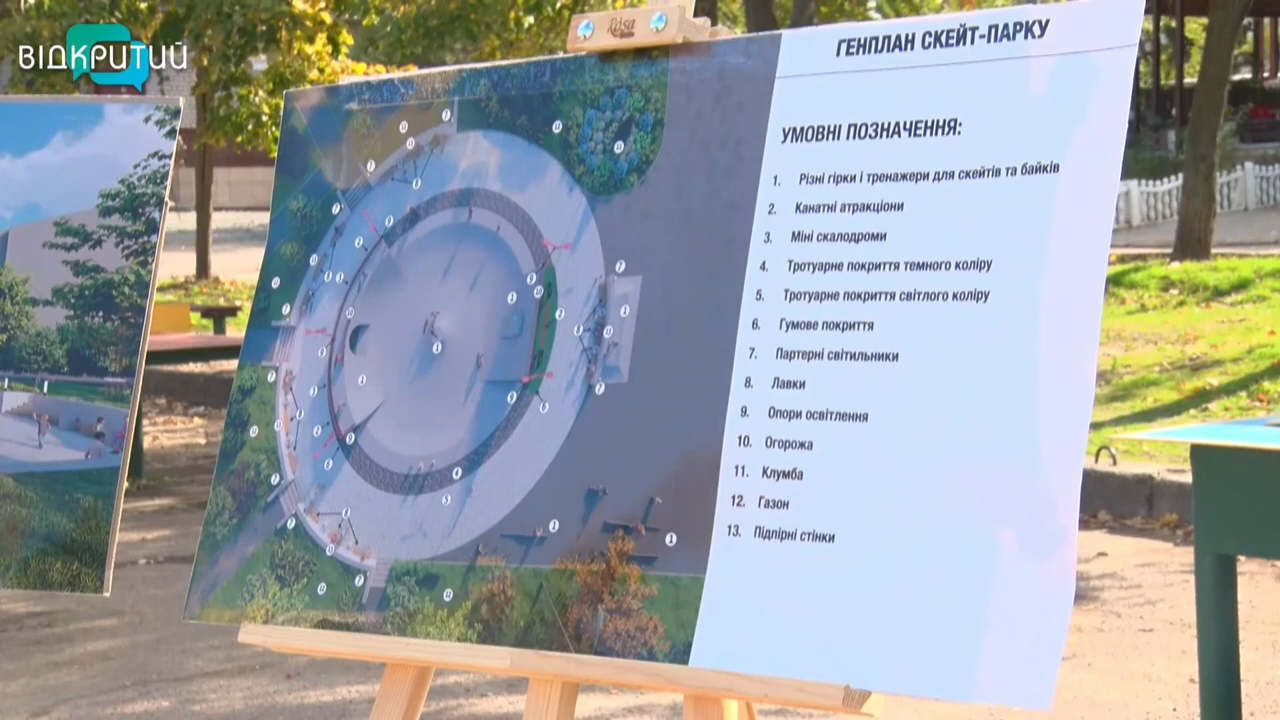 ВІДКРИТИЙ
Rosa
ГЕНПЛАН СКЕЙТ-ПАРКУ
УМОВНІ ПОЗНАЧЕННЯ:
1. Різні гірки і тренажери для скейтів та байків
2. Канатні атракціони
3. Міні скалодроми
4. Тротуарне покриття темного коліру
5. Тротуарне покриття світлого коліру
6. Гумове покриття
7. Партерні світильники
8. Лавки
9. Опори освітлення
10. Огорожа
11. Клумба
12. Газон
13. Підпірні стінки